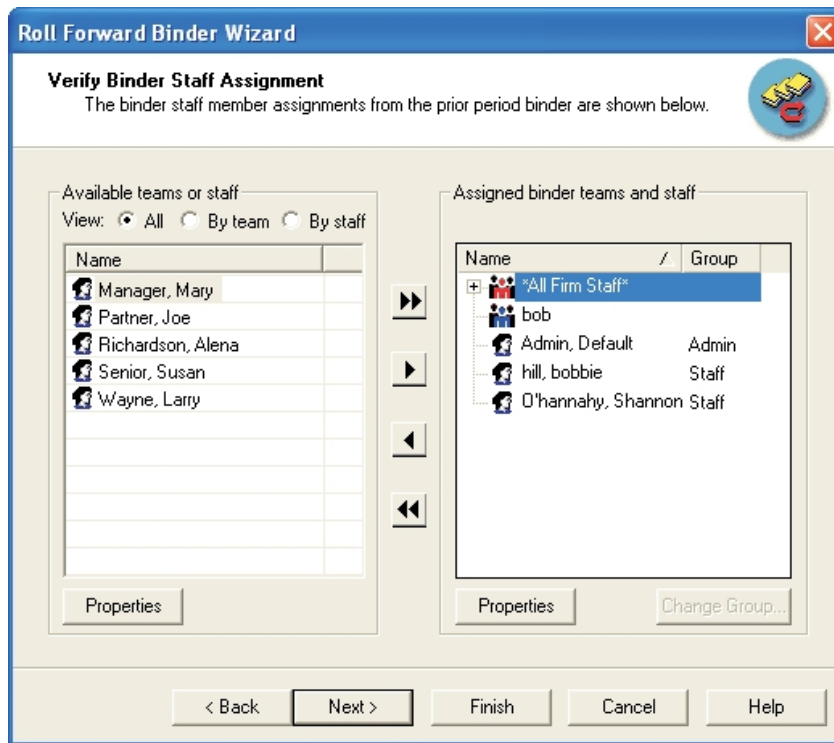 Roll Forward Binder Wizard
Verify Binder Staff Assignment
The binder staff member assignments from the prior period binder are shown below.
Available teams or staff
View: All By team By staff
Name
Manager, Mary
Partner, Joe
Richardson, Alena
Senior, Susan
Wayne, Larry
Properties
Assigned binder teams and staff
Name / Group
*All Firm Staff*
bob
Admin, Default Admin
hill, bobbie Staff
O'hannahy, Shannon Staff
Properties Change Group...
< Back Next > Finish Cancel Help